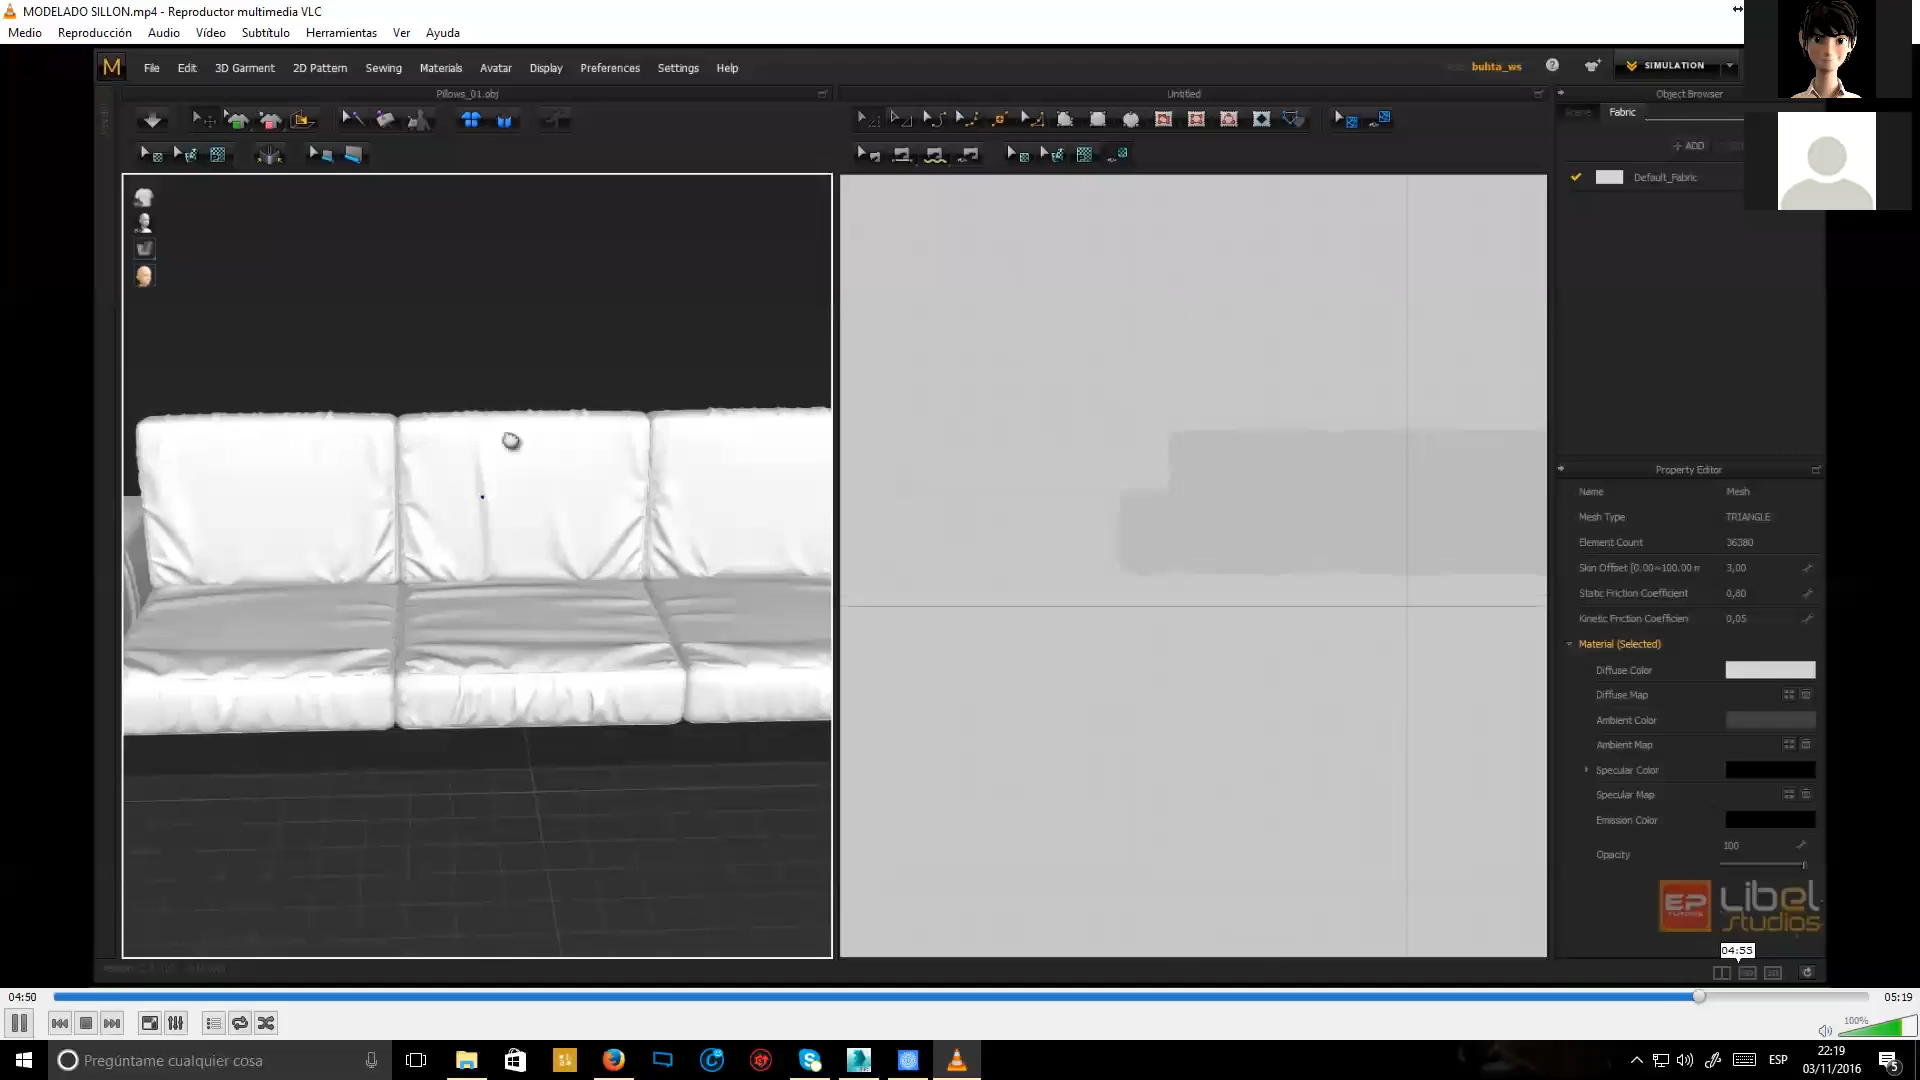 MODELADO SILLON.mp4 - Reproductor multimedia VLC
Medio Reproducción Audio Vídeo Subtítulo Herramientas Ver Ayuda
M File Edit 3D Garment 2D Pattern Sewing Materials Avatar Display Preferences Settings Help
buhta_ws ? SIMULATION
Pillows_01.obj
Untitled
Object Browser
Scene Fabric
+ ADD
Default_Fabric
Property Editor
Name Mesh
Mesh Type TRIANGLE
Element Count 36380
Skin Offset [0.00~100.00 m 3,00
Static Friction Coefficient 0,80
Kinetic Friction Coefficien 0,05
Material (Selected)
Diffuse Color
Diffuse Map
Ambient Color
Ambient Map
Specular Color
Specular Map
Emission Color
Opacity 100
EP Libel
studios
04:55
04:50 05:19
100%
Pregúntame cualquier cosa
ESP
22:19
03/11/2016
5